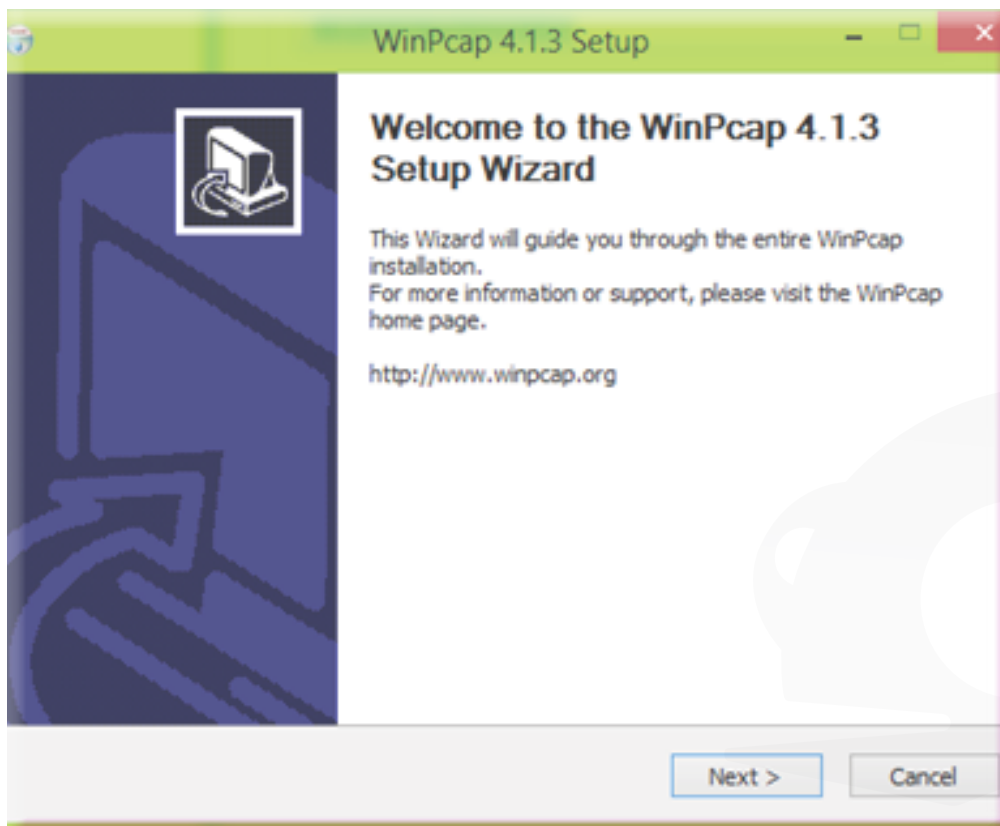 WinPcap 4.1.3 Setup
Welcome to the WinPcap 4.1.3
Setup Wizard
This Wizard will guide you through the entire WinPcap
installation.
For more information or support, please visit the WinPcap
home page.
http://www.winpcap.org
Next >
Cancel